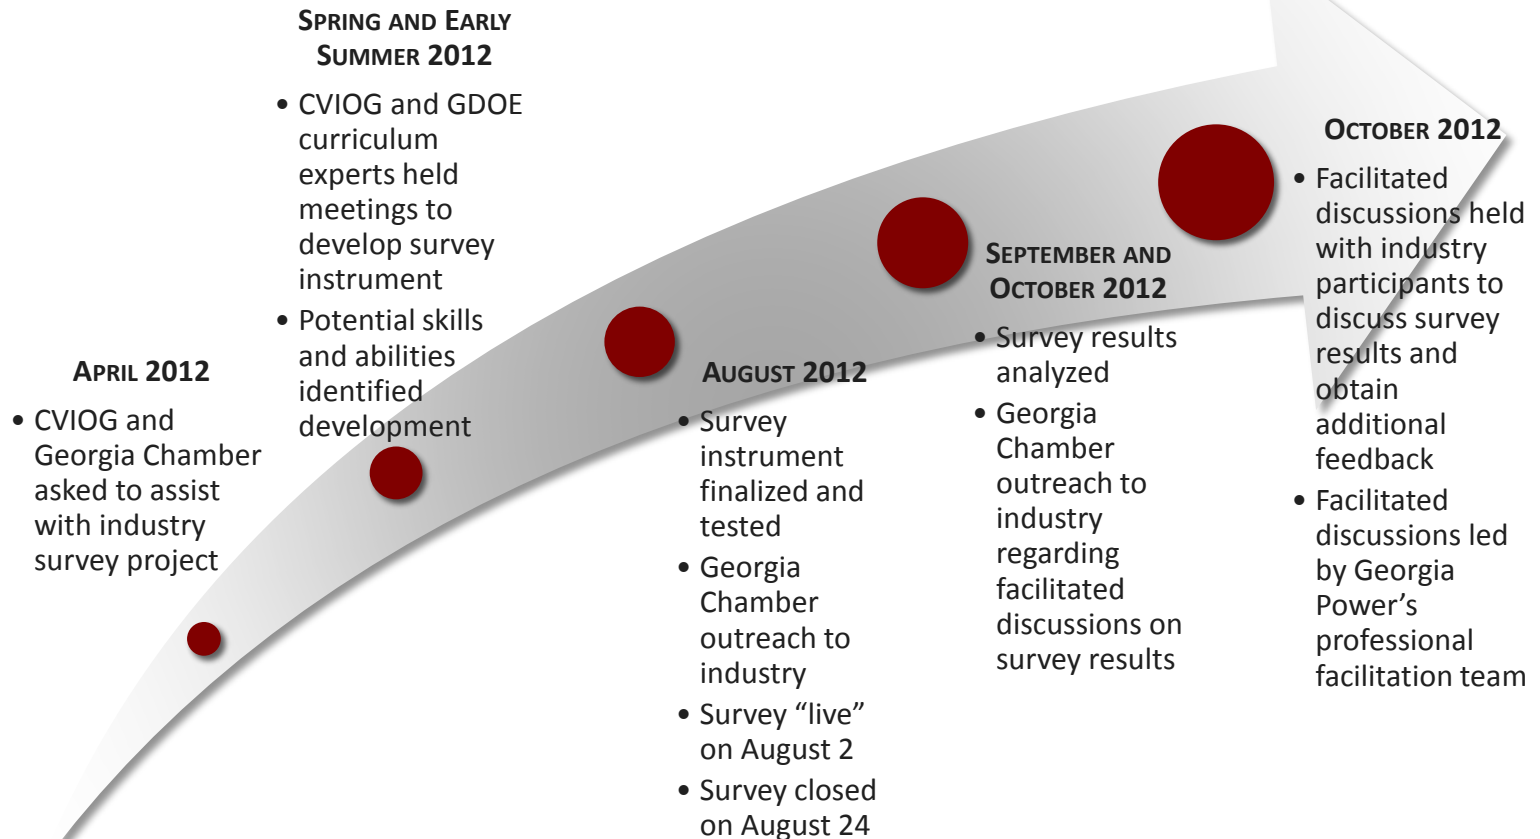 SPRING AND EARLY
SUMMER 2012
• CVIOG and GDOE
curriculum
experts held
meetings to
develop survey
instrument
• Potential skills
and abilities
identified
development
APRIL 2012
• CVIOG and
Georgia Chamber
asked to assist
with industry
survey project
AUGUST 2012
• Survey
instrument
finalized and
tested
• Georgia
Chamber
outreach to
industry
• Survey “live”
on August 2
• Survey closed
on August 24
SEPTEMBER AND
OCTOBER 2012
• Survey results
analyzed
• Georgia
Chamber
outreach to
industry
regarding
facilitated
discussions on
survey results
OCTOBER 2012
• Facilitated
discussions held
with industry
participants to
discuss survey
results and
obtain
additional
feedback
• Facilitated
discussions led
by Georgia
Power’s
professional
facilitation team